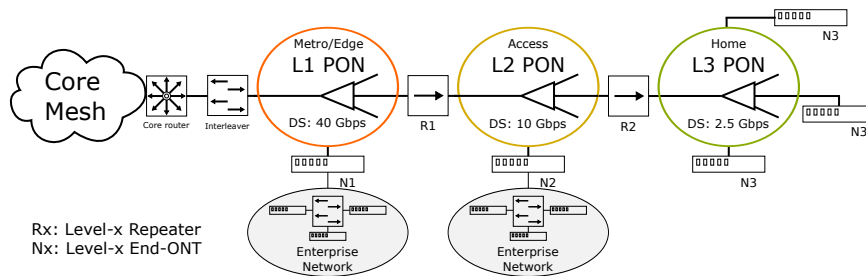 Core
Mesh
Core router
Interleaver
Metro/Edge
L1 PON
DS: 40 Gbps
R1
Access
L2 PON
DS: 10 Gbps
R2
Home
L3 PON
DS: 2.5 Gbps
N3
N3
N3
N1
N2
Enterprise
Network
Enterprise
Network
Rx: Level-x Repeater
Nx: Level-x End-ONT